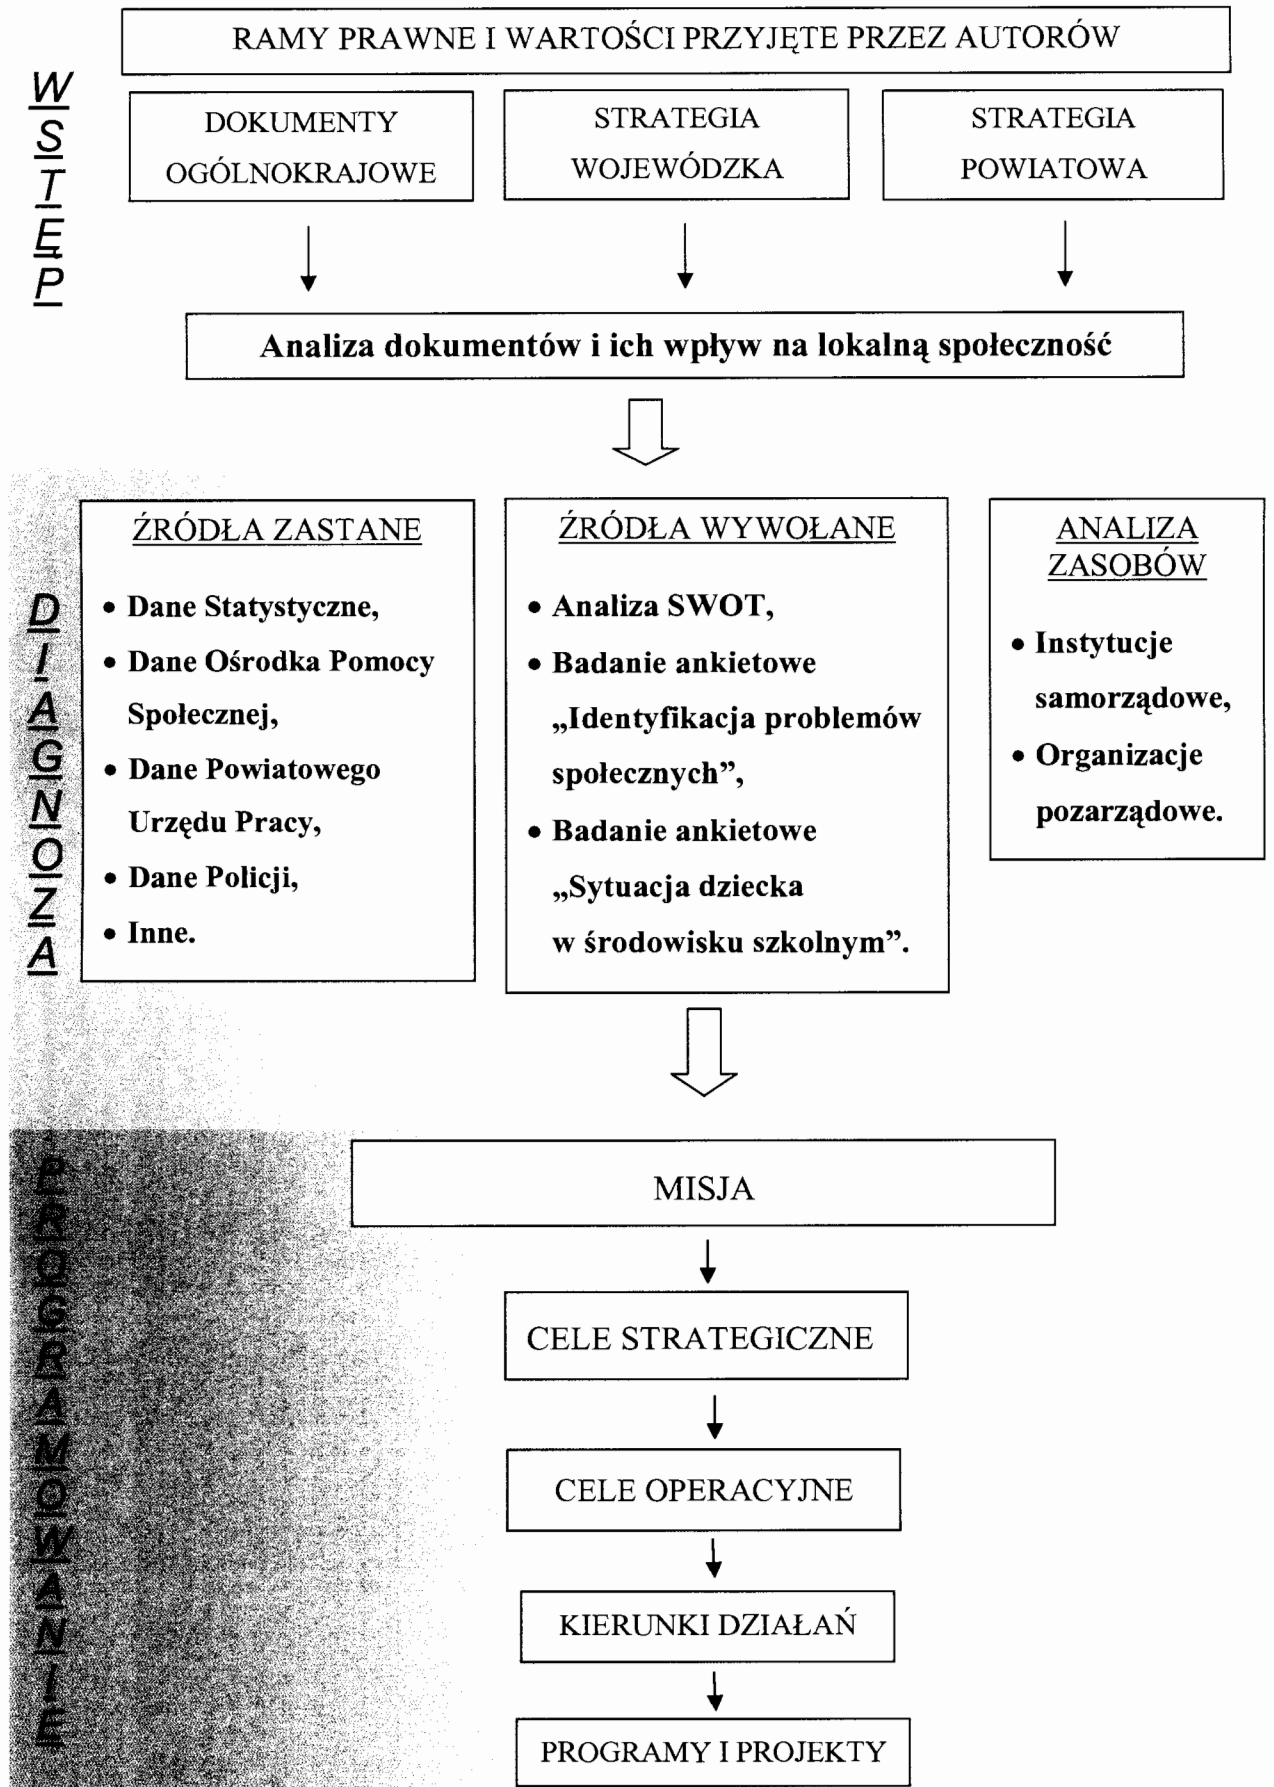 RAMY PRAWNE I WARTOŚCI PRZYJĘTE PRZEZ AUTORÓW
WSTĘP
DOKUMENTY
OGÓLNOKRAJOWE
STRATEGIA
WOJEWÓDZKA
STRATEGIA
POWIATOWA
Analiza dokumentów i ich wpływ na lokalną społeczność
DIAGNOZA
ŹRÓDŁA ZASTANE
• Dane Statystyczne,
• Dane Ośrodka Pomocy
Społecznej,
• Dane Powiatowego
Urzędu Pracy,
• Dane Policji,
• Inne.
ŹRÓDŁA WYWOŁANE
• Analiza SWOT,
• Badanie ankietowe
„Identyfikacja problemów
społecznych”,
• Badanie ankietowe
„Sytuacja dziecka
w środowisku szkolnym”.
ANALIZA
ZASOBÓW
• Instytucje
samorządowe,
• Organizacje
pozarządowe.
PROGRAMOWANIE
MISJA
CELE STRATEGICZNE
CELE OPERACYJNE
KIERUNKI DZIAŁAŃ
PROGRAMY I PROJEKTY